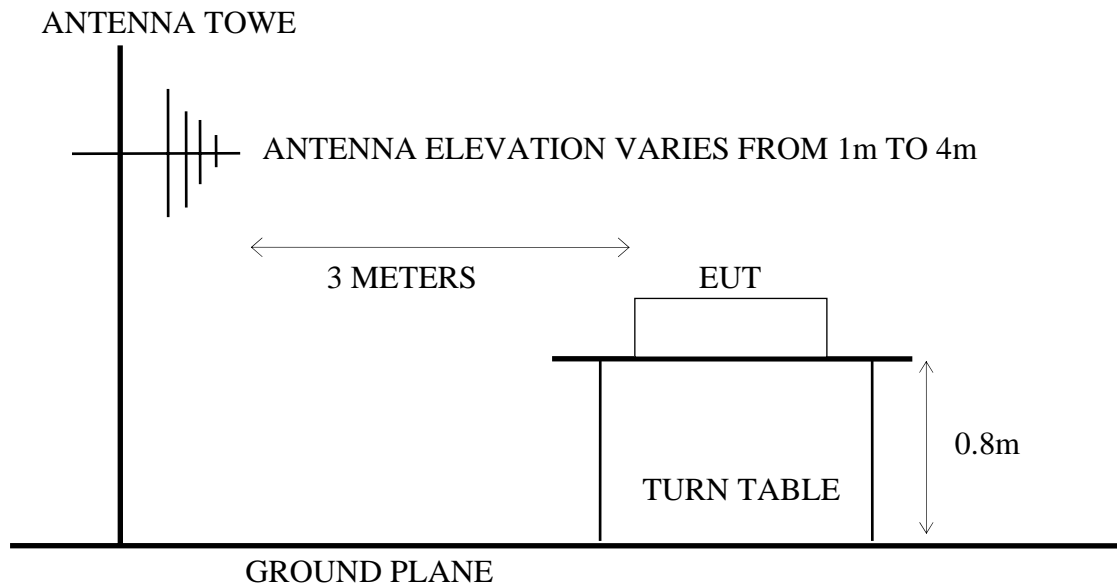 ANTENNA TOWE
ANTENNA ELEVATION VARIES FROM 1m TO 4m
3 METERS
EUT
0.8m
TURN TABLE
GROUND PLANE